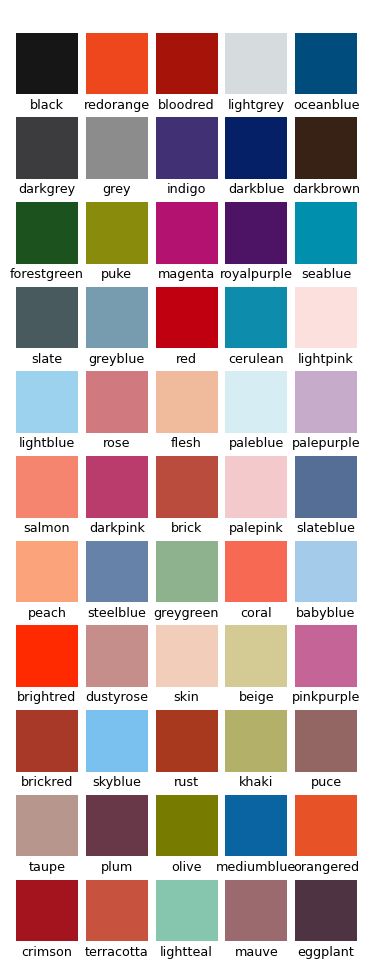 black redorange bloodred lightgrey oceanblue
darkgrey grey indigo darkblue darkbrown
forestgreen puke magenta royalpurple seablue
slate greyblue red cerulean lightpink
lightblue rose flesh paleblue palepurple
salmon darkpink brick palepink slateblue
peach steelblue greygreen coral babyblue
brightred dustyrose skin beige pinkpurple
brickred skyblue rust khaki puce
taupe plum olive mediumblue orangered
crimson terracotta lightteal mauve eggplant